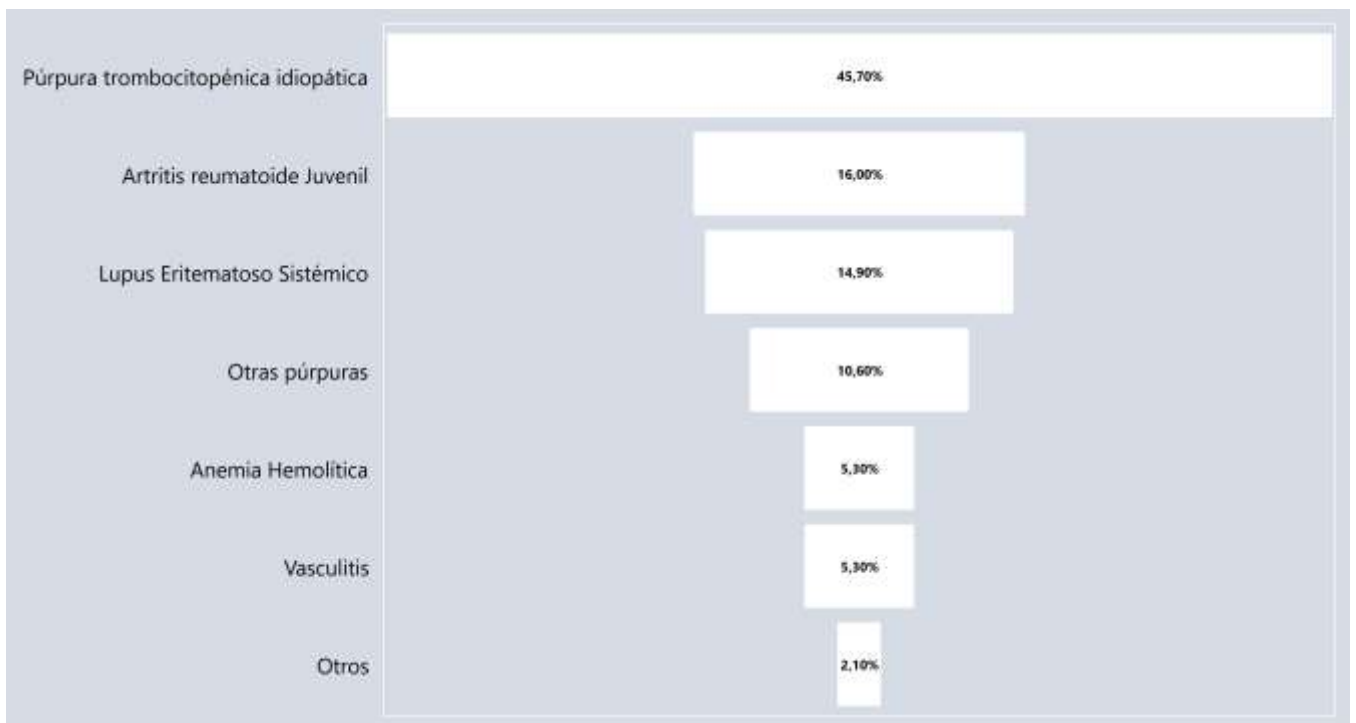 Púrpura trombocitopénica idiopática 45,70%
Artritis reumatoide Juvenil 16,00%
Lupus Eritematoso Sistémico 14,90%
Otras púrpuras 10,60%
Anemia Hemolítica 5,30%
Vasculitis 5,30%
Otros 2,10%